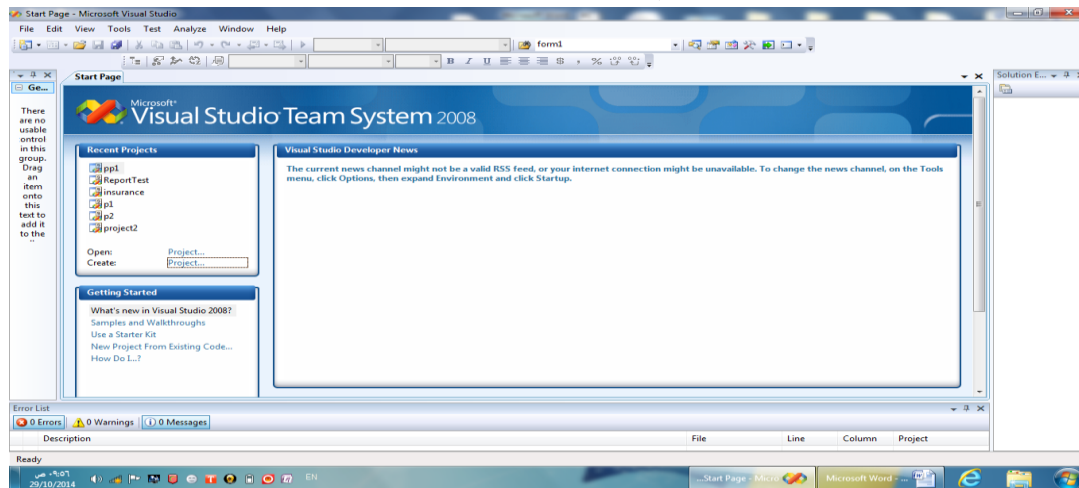 Start Page - Microsoft Visual Studio
File Edit View Tools Test Analyze Window Help
form1
B I U
Ge...
Start Page
Solution E...
There
are no
usable
ontrol
in this
group.
Drag
an
item
onto
this
text to
add it
to the
Microsoft
Visual Studio Team System 2008
Recent Projects
pp1
ReportTest
insurance
p1
p2
project2
Open: Project...
Create: Project...
Visual Studio Developer News
The current news channel might not be a valid RSS feed, or your internet connection might be unavailable. To change the news channel, on the Tools
menu, click Options, then expand Environment and click Startup.
Getting Started
What's new in Visual Studio 2008?
Samples and Walkthroughs
Use a Starter Kit
New Project From Existing Code...
How Do I...?
Error List
0 Errors 0 Warnings 0 Messages
Description File Line Column Project
Ready
٠٩:٥٦ ص
29/10/2014
EN
...Start Page - Micro
Microsoft Word - ...